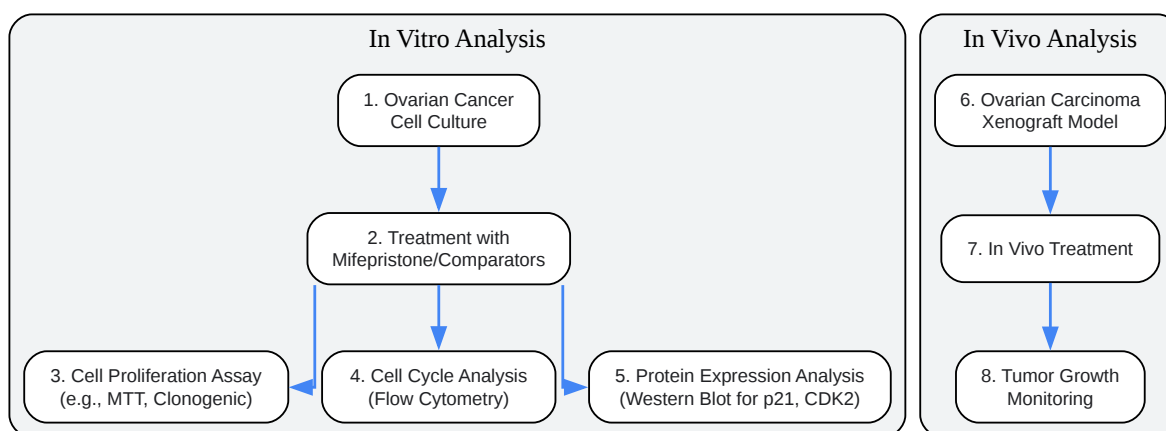 In Vitro Analysis
1. Ovarian Cancer
Cell Culture
2. Treatment with
Mifepristone/Comparators
3. Cell Proliferation Assay
(e.g., MTT, Clonogenic)
4. Cell Cycle Analysis
(Flow Cytometry)
5. Protein Expression Analysis
(Western Blot for p21, CDK2)
In Vivo Analysis
6. Ovarian Carcinoma
Xenograft Model
7. In Vivo Treatment
8. Tumor Growth
Monitoring